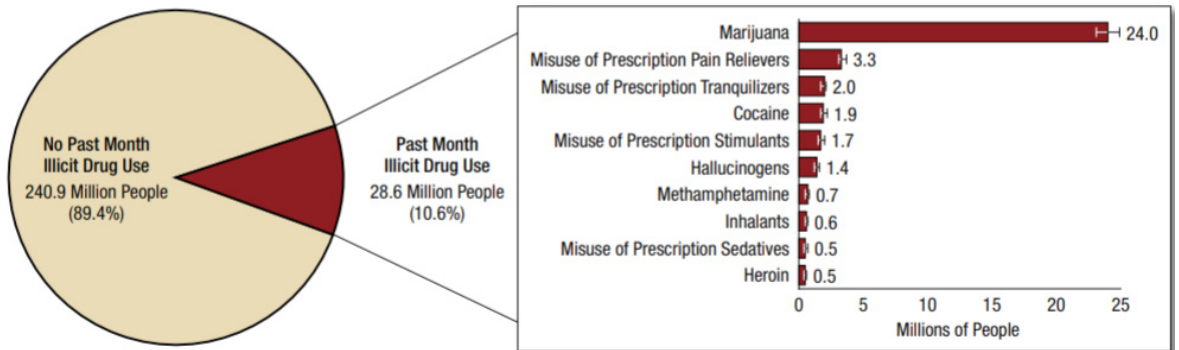 No Past Month
Illicit Drug Use
240.9 Million People
(89.4%)
Past Month
Illicit Drug Use
28.6 Million People
(10.6%)
Marijuana 24.0
Misuse of Prescription Pain Relievers 3.3
Misuse of Prescription Tranquilizers 2.0
Cocaine 1.9
Misuse of Prescription Stimulants 1.7
Hallucinogens 1.4
Methamphetamine 0.7
Inhalants 0.6
Misuse of Prescription Sedatives 0.5
Heroin 0.5
0 5 10 15 20 25
Millions of People